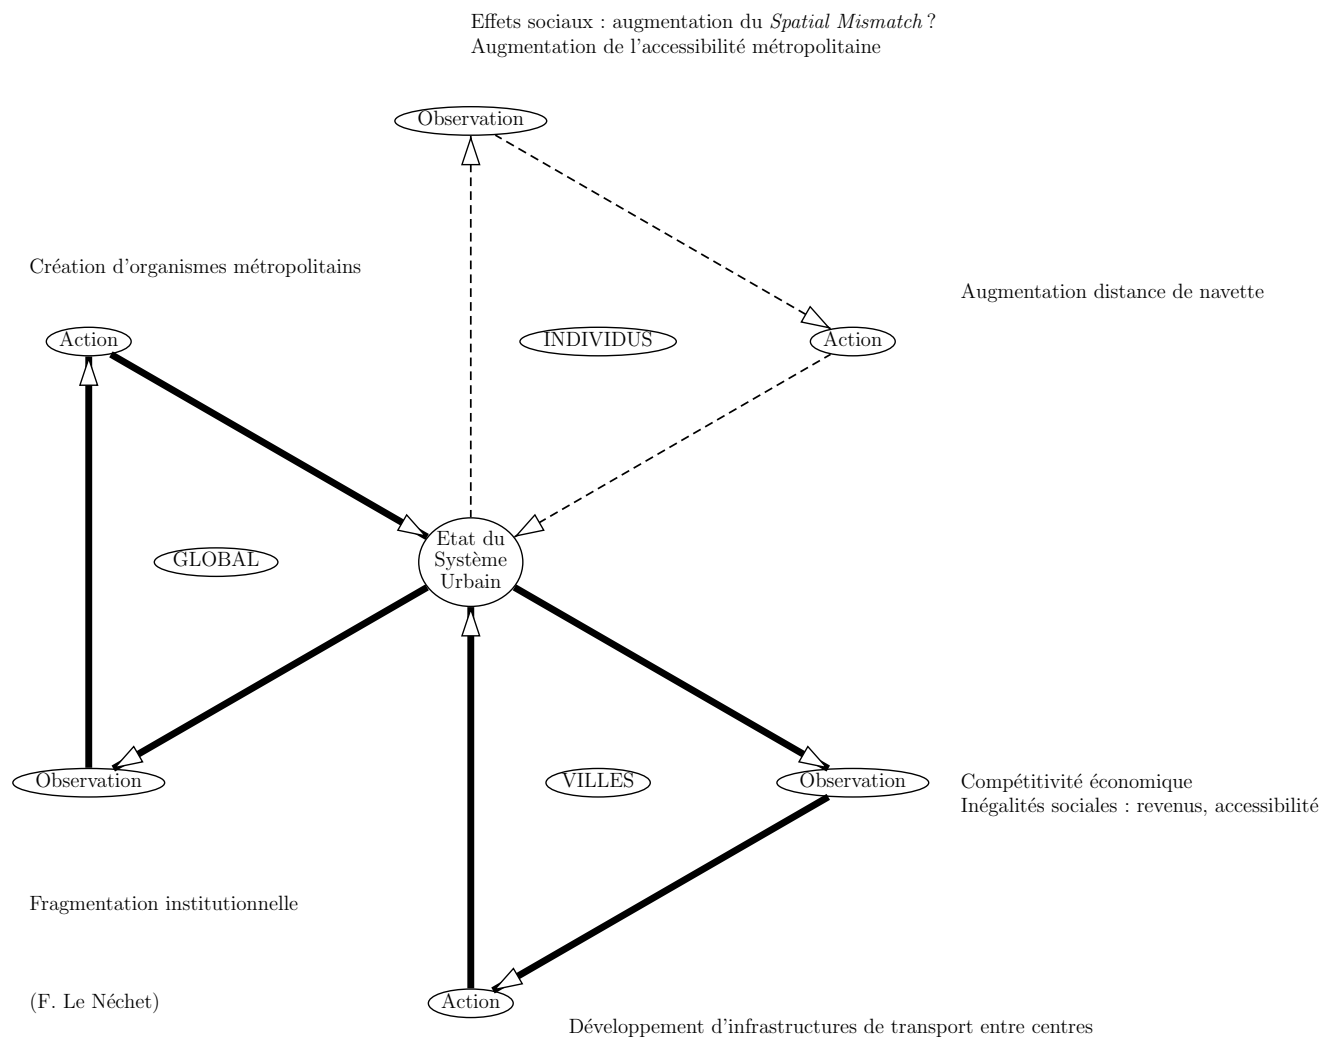 Effets sociaux : augmentation du Spatial Mismatch ?
Augmentation de l'accessibilité métropolitaine
Observation
Création d'organismes métropolitains
Augmentation distance de navette
Action
INDIVIDUS
Action
Etat du
Système
Urbain
GLOBAL
Observation
VILLES
Observation
Compétitivité économique
Inégalités sociales : revenus, accessibilité
Fragmentation institutionnelle
(F. Le Néchet)
Action
Développement d'infrastructures de transport entre centres